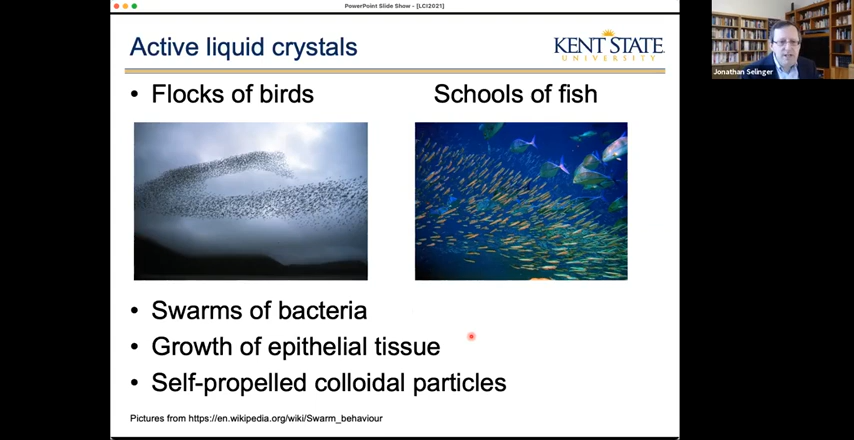 PowerPoint Slide Show - [LCI2021]
Active liquid crystals
KENT STATE
UNIVERSITY
• Flocks of birds
Schools of fish
• Swarms of bacteria
• Growth of epithelial tissue
• Self-propelled colloidal particles
Pictures from https://en.wikipedia.org/wiki/Swarm_behaviour
Jonathan Selinger